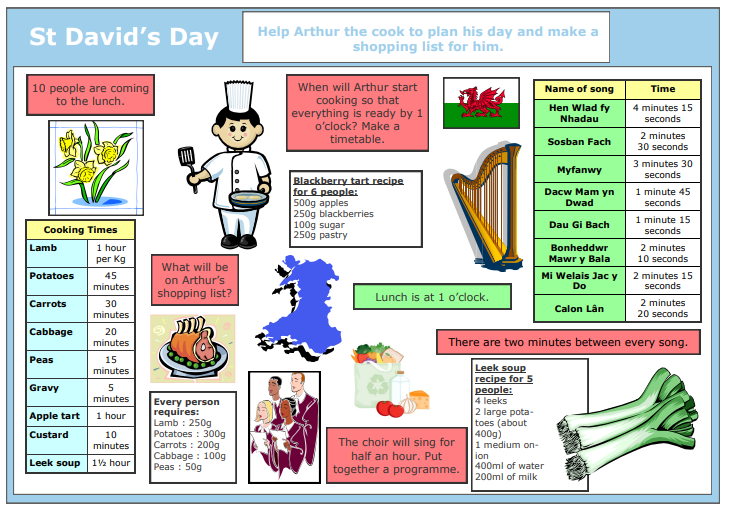 St David's Day
Help Arthur the cook to plan his day and make a
shopping list for him.
10 people are coming
to the lunch.
When will Arthur start
cooking so that
everything is ready by 1
o'clock? Make a
timetable.
Name of song Time
Hen Wlad fy
Nhadau
4 minutes 15
seconds
Sosban Fach
2 minutes
30 seconds
Myfanwy
3 minutes 30
seconds
Dacw Mam yn
Dwad
1 minute 45
seconds
Dau Gi Bach
1 minute 15
seconds
Bonheddwr
Mawr y Bala
2 minutes
10 seconds
Mi Welais Jac y
Do
2 minutes 15
seconds
Calon Lân
2 minutes
20 seconds
Blackberry tart recipe
for 6 people:
500g apples
250g blackberries
100g sugar
250g pastry
Cooking Times
Lamb
1 hour
per Kg
Potatoes
45
minutes
Carrots
30
minutes
Cabbage
20
minutes
Peas
15
minutes
Gravy
5
minutes
Apple tart 1 hour
Custard
10
minutes
Leek soup 1½ hour
What will be
on Arthur's
shopping list?
Lunch is at 1 o'clock.
There are two minutes between every song.
Every person
requires:
Lamb : 250g
Potatoes : 300g
Carrots : 200g
Cabbage : 100g
Peas : 50g
The choir will sing for
half an hour. Put
together a programme.
Leek soup
recipe for 5
people:
4 leeks
2 large pota-
toes (about
400g)
1 medium on-
ion
400ml of water
200ml of milk